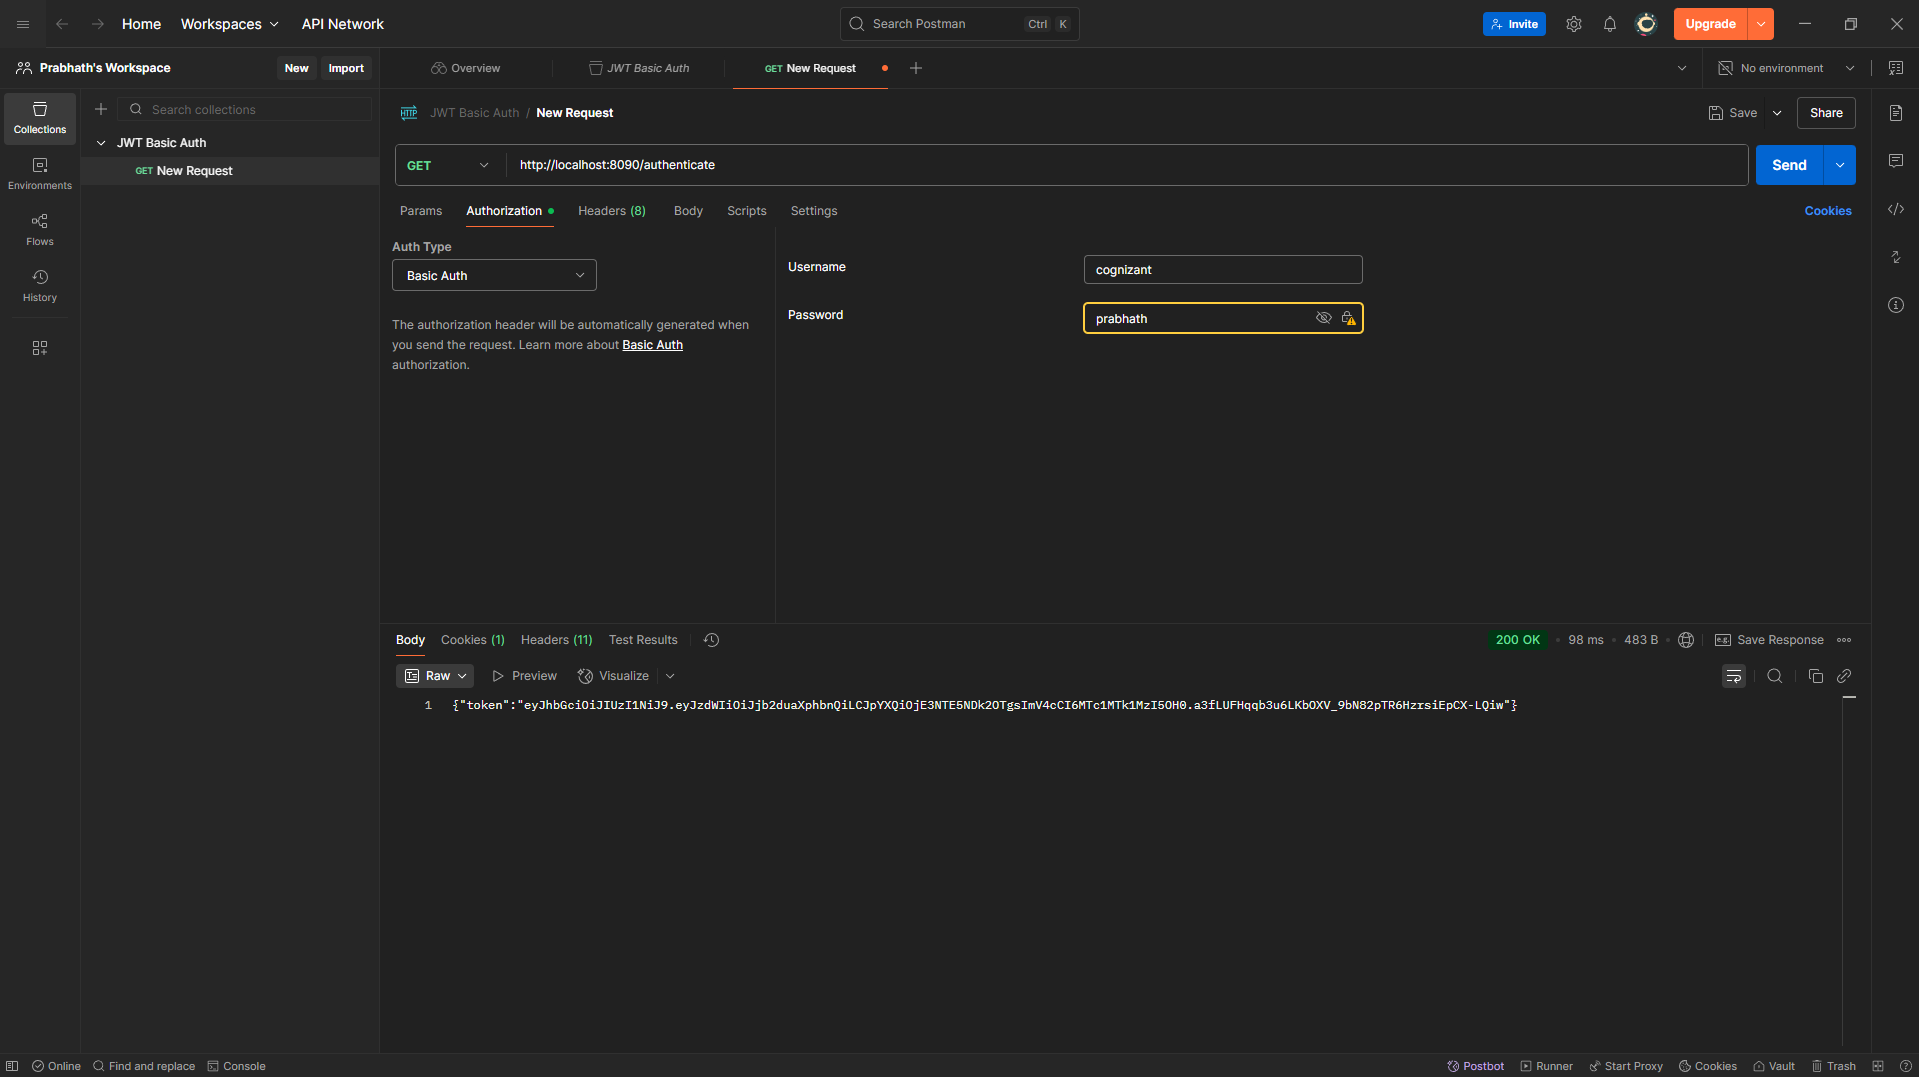 Home Workspaces API Network Search Postman Ctrl K Invite Upgrade
Prabhath's Workspace New Import Overview JWT Basic Auth GET New Request No environment
Collections
Environments
Flows
History
Search collections
JWT Basic Auth
GET New Request
HTTP JWT Basic Auth / New Request Save Share
GET http://localhost:8090/authenticate Send
Params Authorization Headers (8) Body Scripts Settings Cookies
Auth Type
Basic Auth
The authorization header will be automatically generated when
you send the request. Learn more about Basic Auth
authorization.
Username cognizant
Password prabhath
Body Cookies (1) Headers (11) Test Results 200 OK • 98 ms • 483 B e.g. Save Response
Raw Preview Visualize
1 {"token":"eyJhbGciOiJIUzI1NiJ9.eyJzdWIiOiJjb2duaXphbnQiLCJpYXQiOjE3NTE5NDk2OTgsImV4cCI6MTc1MTk1MzI5OH0.a3fLUFHqqb3u6LKbOXV_9bN82pTR6HzrsiEpCX-LQiw"}
Online Find and replace Console Postbot Runner Start Proxy Cookies Vault Trash